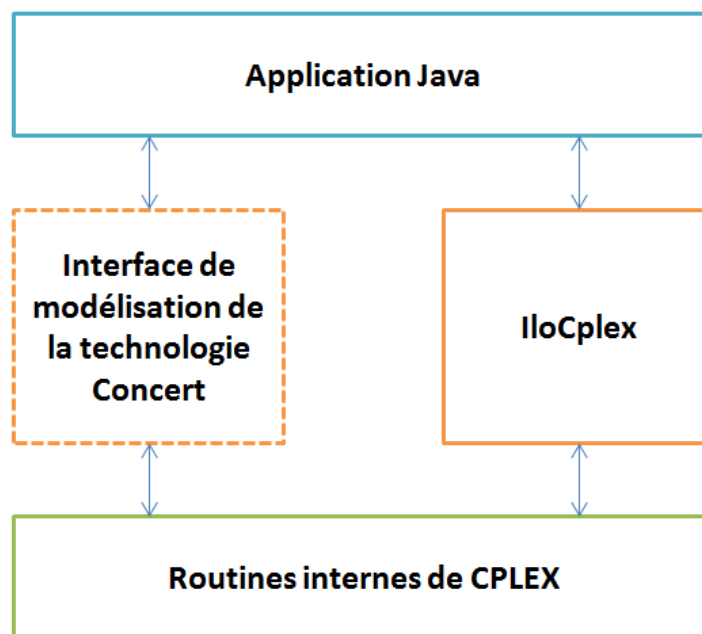 Application Java
Interface de
modélisation de
la technologie
Concert
IloCplex
Routines internes de CPLEX